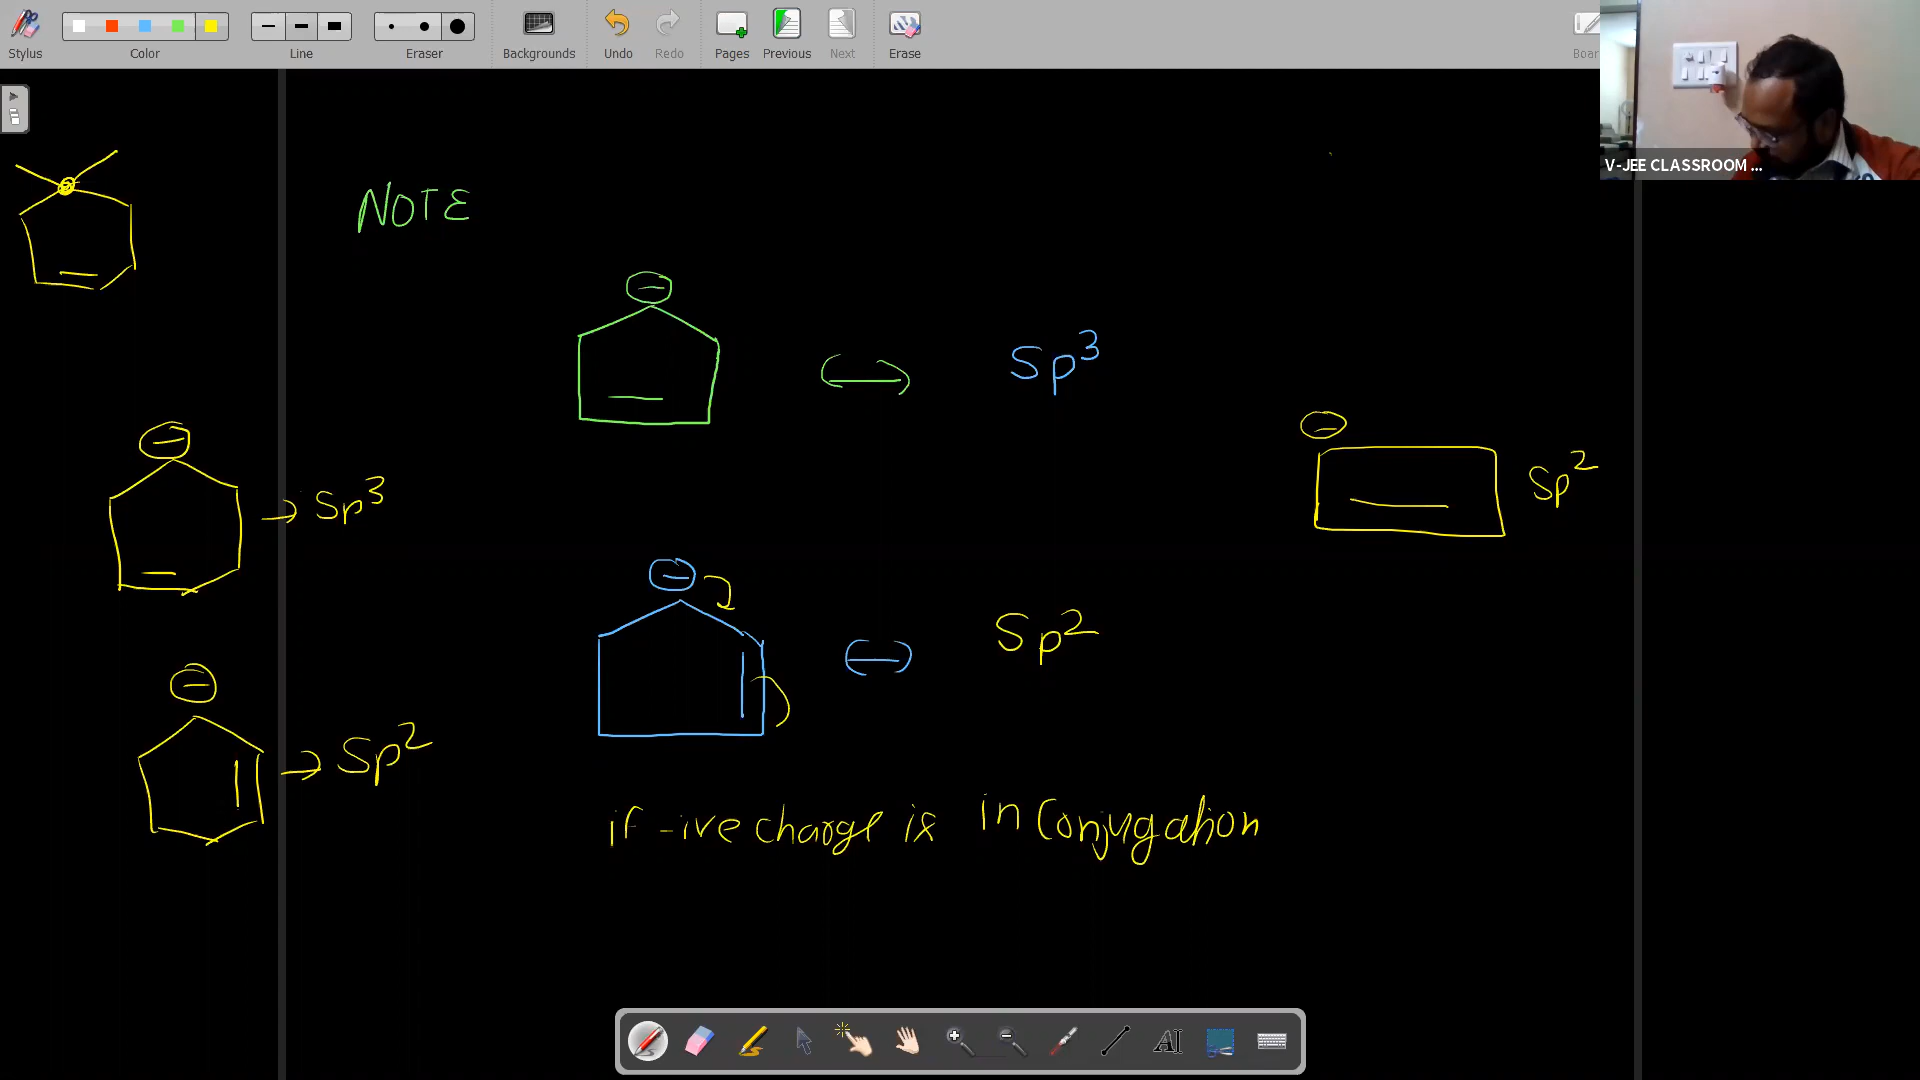 Stylus Color Line Eraser Backgrounds Undo Redo Pages Previous Next Erase
V-JEE CLASSROOM ...
NOTE
Sp3
Sp2
Sp3
Sp2
Sp2
if -ive charge is in Conjugation